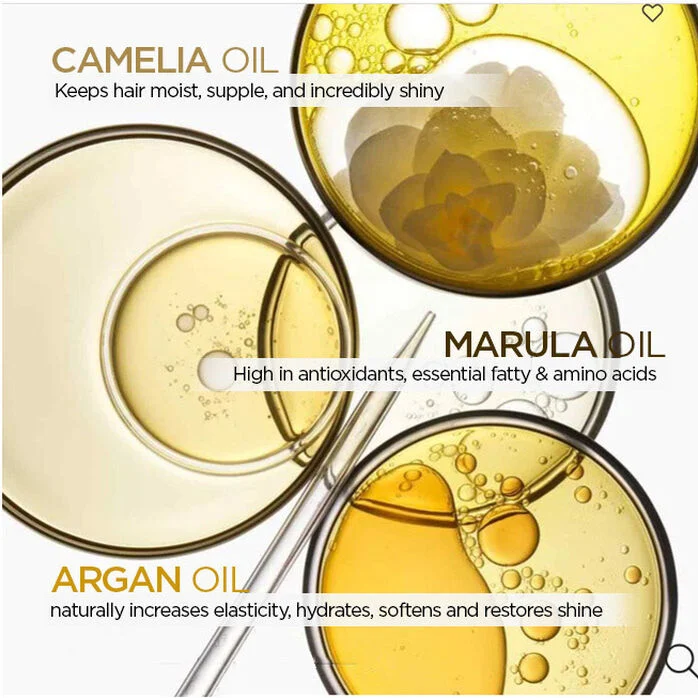 CAMELIA OIL
Keeps hair moist, supple, and incredibly shiny
MARULA OIL
High in antioxidants, essential fatty & amino acids
ARGAN OIL
naturally increases elasticity, hydrates, softens and restores shine